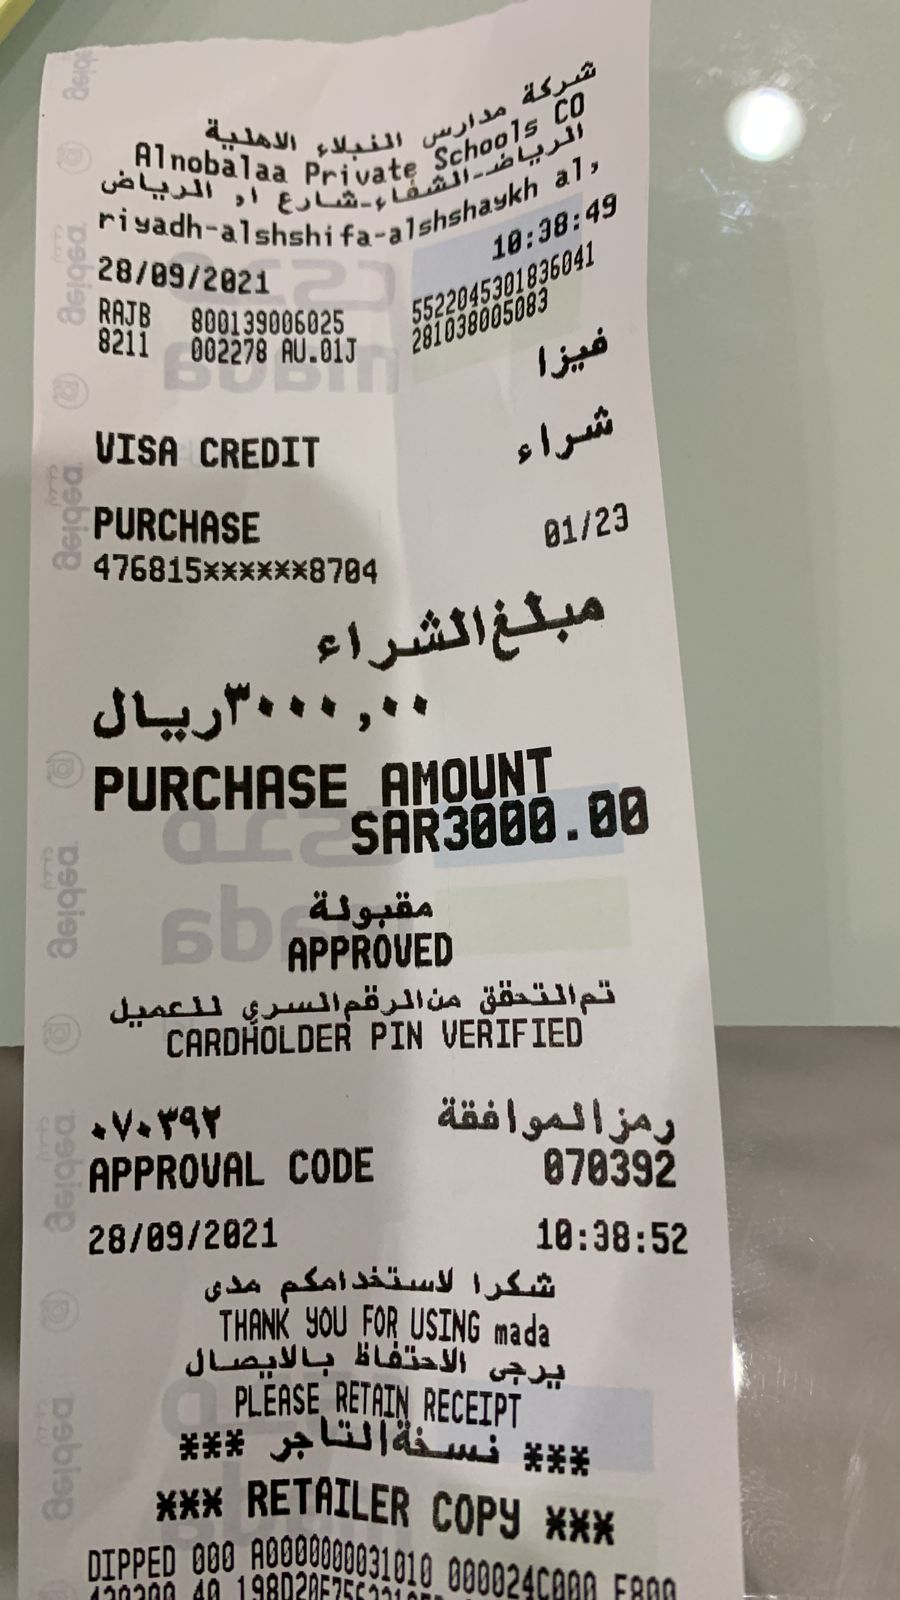 شركة مدارس النبلاء الاهلية
Alnobalaa Private Schools CO
الرياض-الشفاء-شارع ا, الرياض
riyadh-alshshifa-alshshaykh al,
28/09/2021 10:38:49
RAJB 800139006025 5522045301836041
8211 002278 AU.01J 281038005083
فيزا
VISA CREDIT
شراء
PURCHASE
01/23
476815******8704
مبلغ الشراء
٣٠٠٠,٠٠ ريال
PURCHASE AMOUNT
SAR3000.00
مقبولة
APPROVED
تم التحقق من الرقم السري للعميل
CARDHOLDER PIN VERIFIED
رمز الموافقة ٠٧٠٣٩٢
APPROVAL CODE 070392
28/09/2021 10:38:52
شكرا لاستخدامكم مدى
THANK YOU FOR USING mada
يرجى الاحتفاظ بالايصال
PLEASE RETAIN RECEIPT
*** نسخة التاجر ***
*** RETAILER COPY ***
DIPPED 000 A0000000031010 000024C000 E800